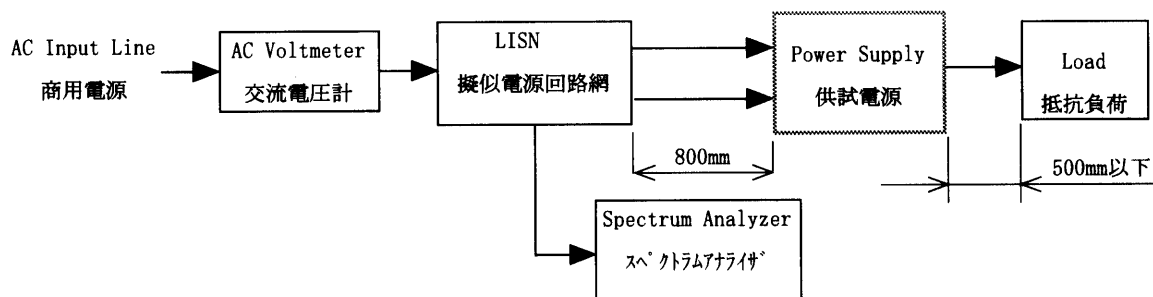 AC Input Line
商用電源
AC Voltmeter
交流電圧計
LISN
擬似電源回路網
Power Supply
供試電源
Load
抵抗負荷
800mm
500mm以下
Spectrum Analyzer
スペクトラムアナライザ